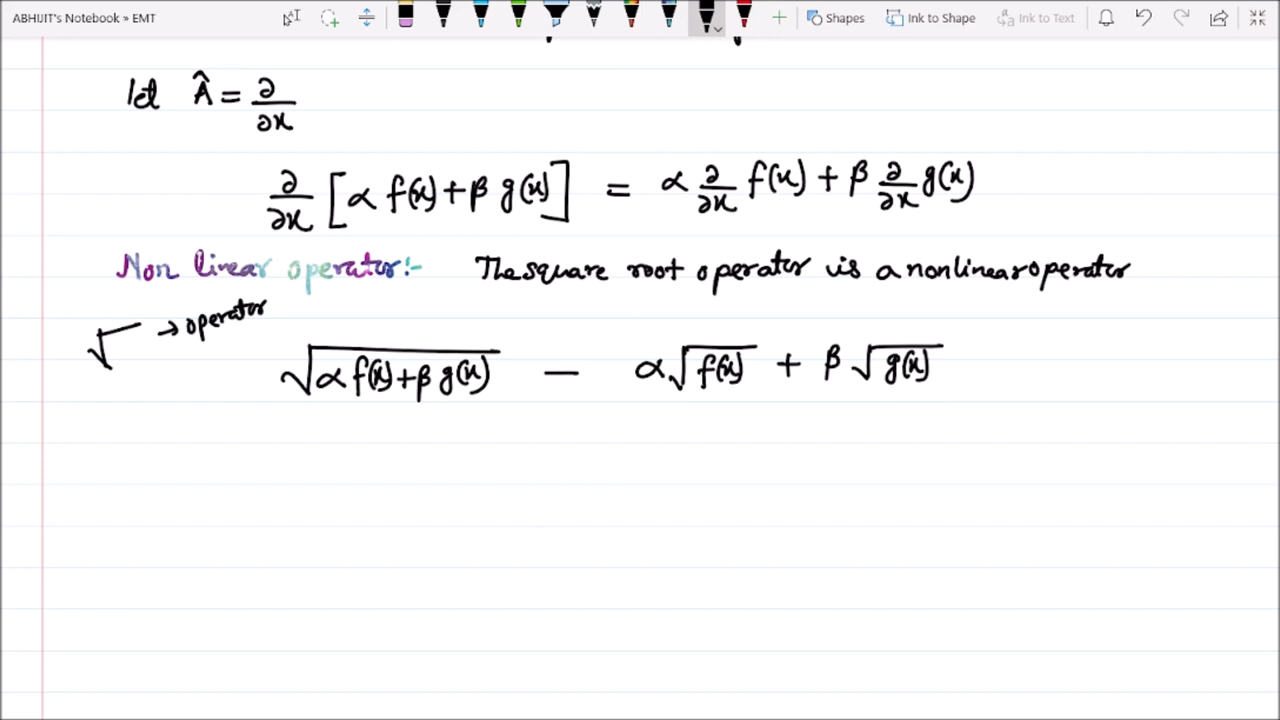 ABHIJIT's Notebook » EMT
Shapes
Ink to Shape
Ink to Text
let Â = ∂/∂x
∂/∂x [α f(x) + β g(x)] = α ∂/∂x f(x) + β ∂/∂x g(x)
Non linear operator:- The square root operator is a nonlinear operator
√ → operator
√(α f(x) + β g(x)) — α√f(x) + β√g(x)